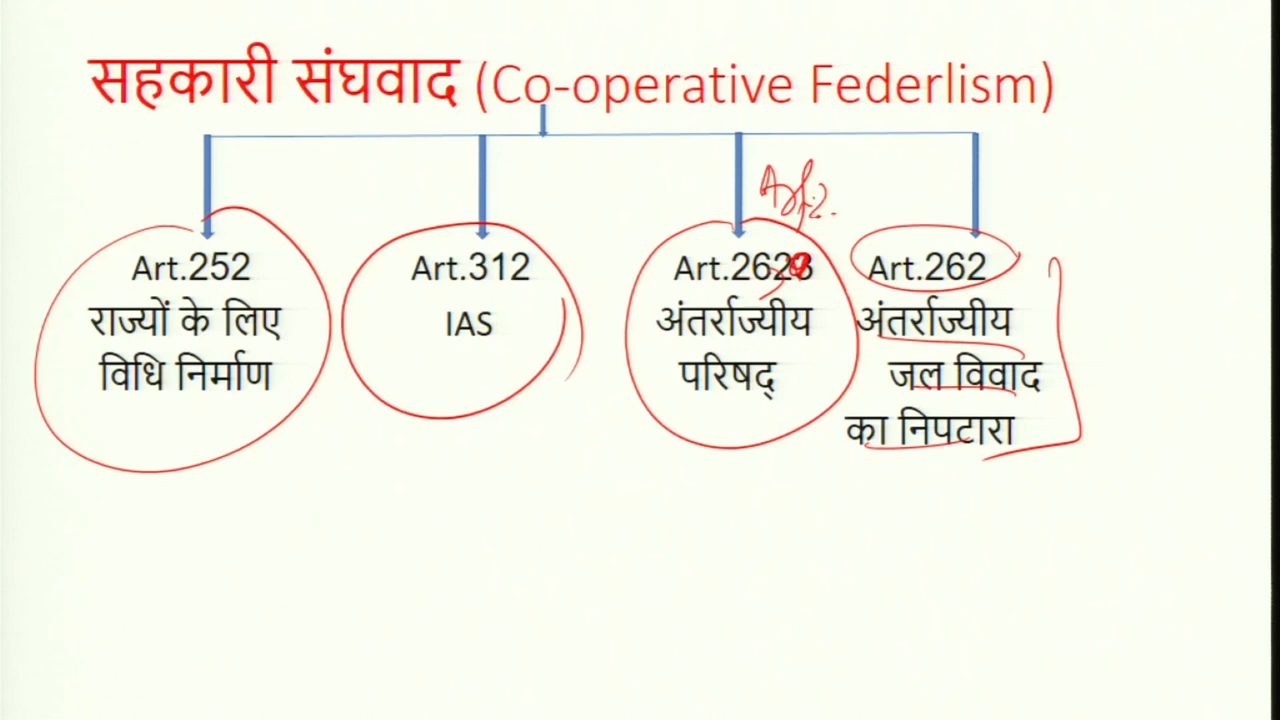 सहकारी संघवाद (Co-operative Federlism)
Art.252
राज्यों के लिए
विधि निर्माण
Art.312
IAS
Art.2623
अंतर्राज्यीय
परिषद्
Art.262
अंतर्राज्यीय
जल विवाद
का निपटारा